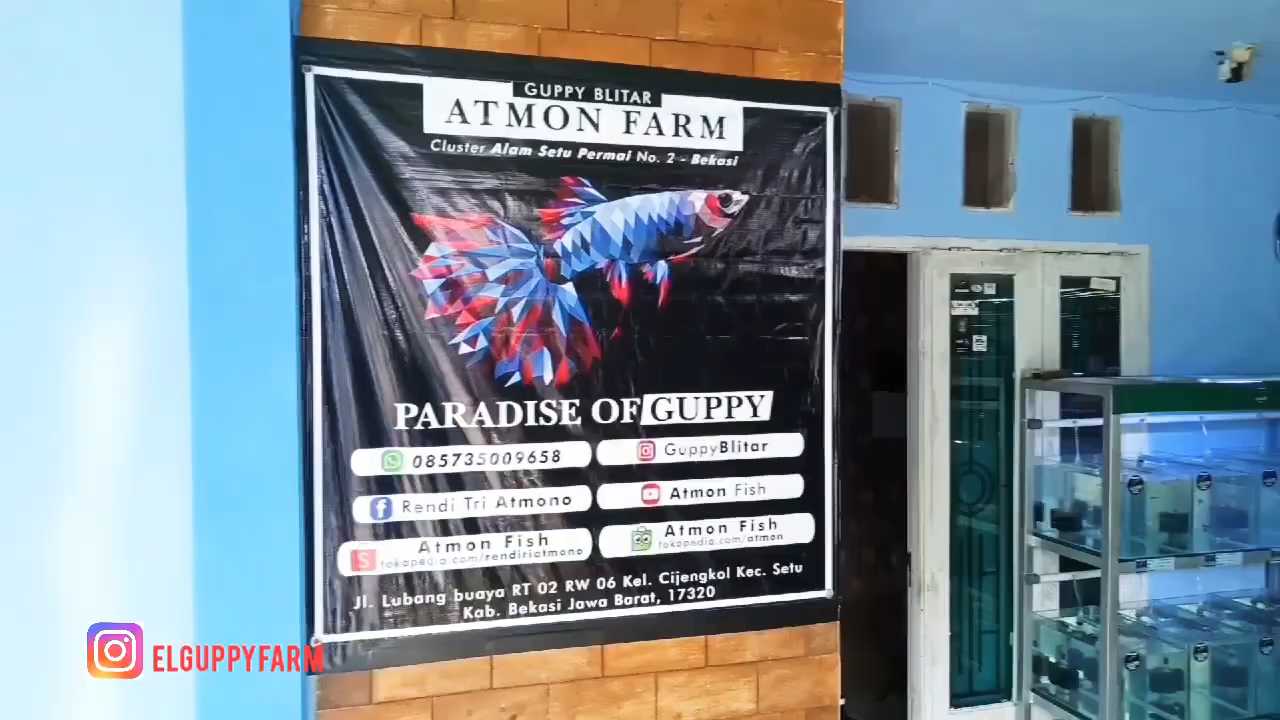 GUPPY BLITAR
ATMON FARM
Cluster Alam Setu Permai No. 2 - Bekasi
PARADISE OF GUPPY
085735009658
GuppyBlitar
Rendi Tri Atmono
Atmon Fish
Atmon Fish
tokopedia.com/rendiriatmono
Atmon Fish
tokopedia.com/atmon
Jl. Lubang buaya RT 02 RW 06 Kel. Cijengkol Kec. Setu
Kab. Bekasi Jawa Barat, 17320
ELGUPPYFARM